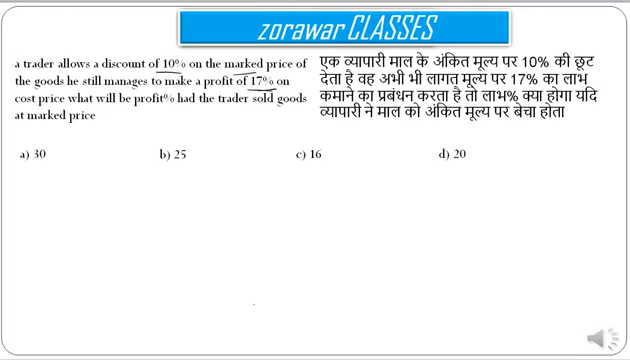 zorawar CLASSES
a trader allows a discount of 10% on the marked price of
the goods he still manages to make a profit of 17% on
cost price what will be profit% had the trader sold goods
at marked price
एक व्यापारी माल के अंकित मूल्य पर 10% की छूट
देता है वह अभी भी लागत मूल्य पर 17% का लाभ
कमाने का प्रबंधन करता है तो लाभ% क्या होगा यदि
व्यापारी ने माल को अंकित मूल्य पर बेचा होता
a) 30 b) 25 c) 16 d) 20